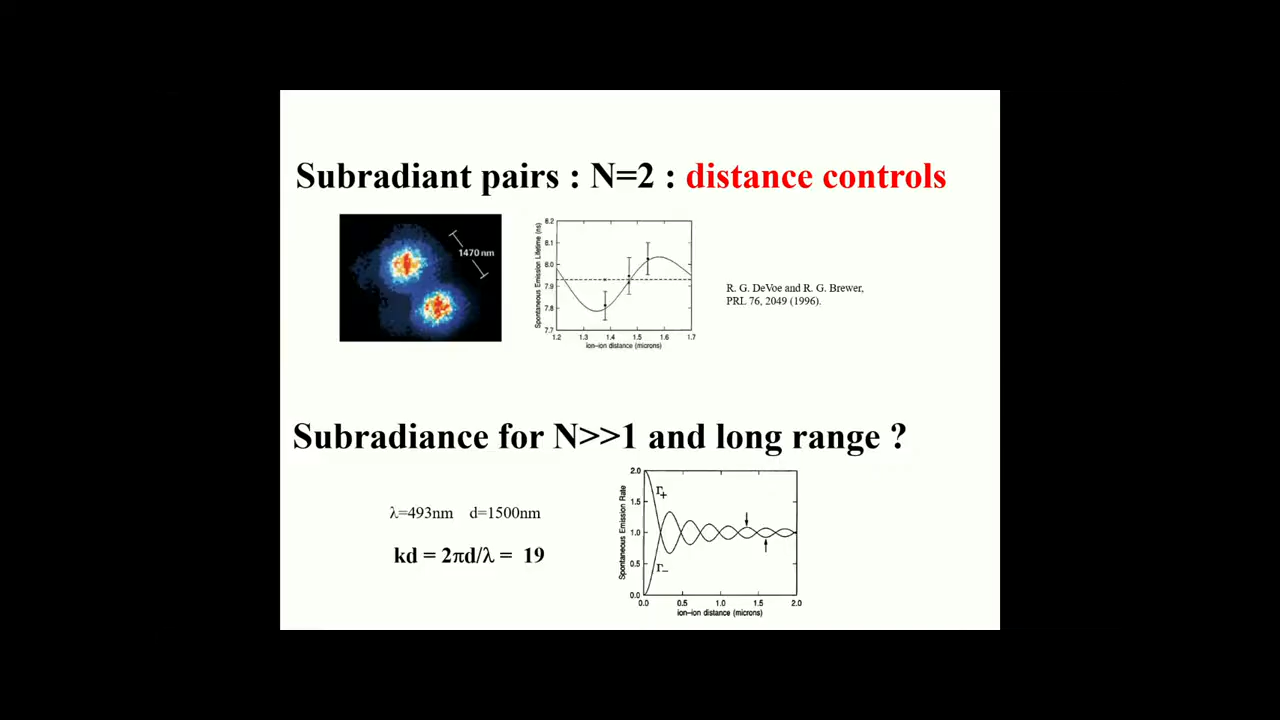 Subradiant pairs : N=2 : distance controls
1470 nm
Spontaneous Emission Lifetime (ns)
8.2
8.1
8.0
7.9
7.8
7.7
1.2 1.3 1.4 1.5 1.6 1.7
ion-ion distance (microns)
R. G. DeVoe and R. G. Brewer,
PRL 76, 2049 (1996).
Subradiance for N>>1 and long range ?
λ=493nm d=1500nm
kd = 2πd/λ = 19
Spontaneous Emission Rate
2.0
1.5
1.0
0.5
0.0
Γ+
Γ−
0.0 0.5 1.0 1.5 2.0
ion-ion distance (microns)